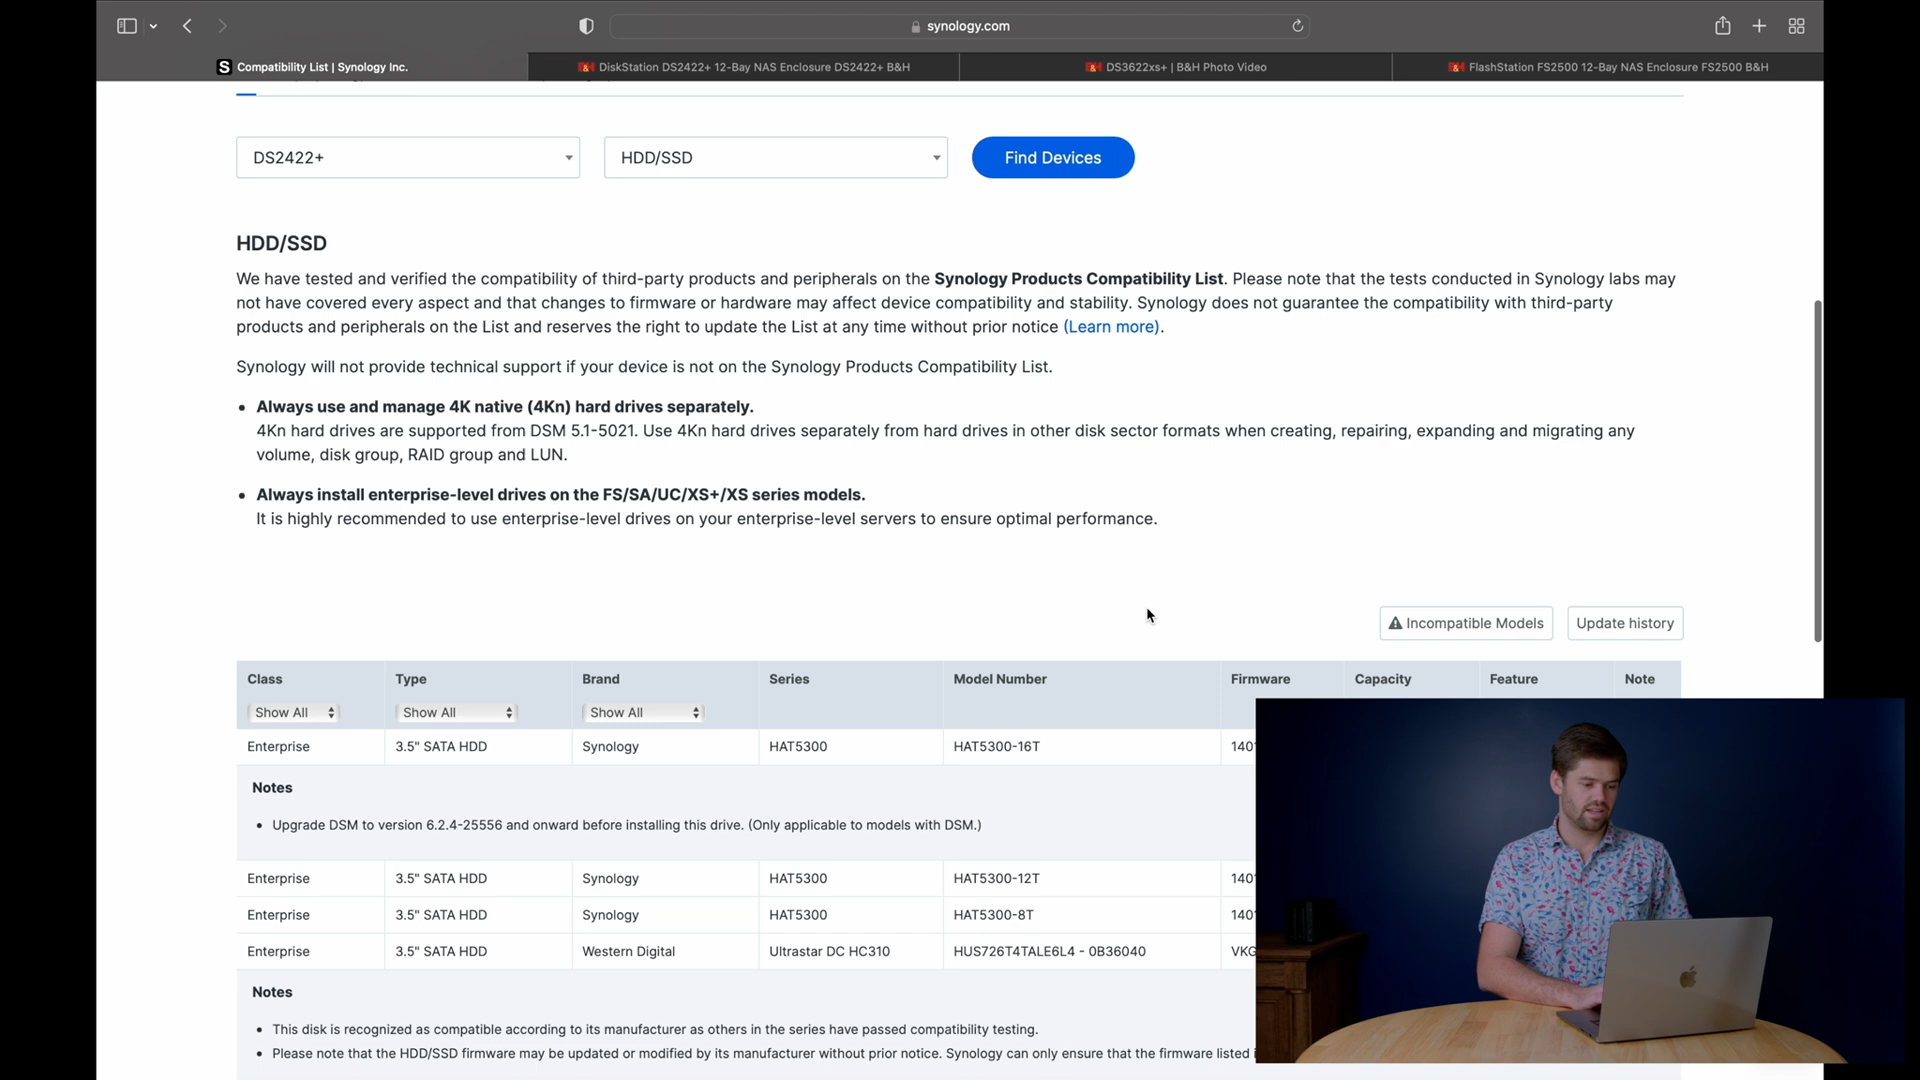 synology.com
S Compatibility List | Synology Inc.
DiskStation DS2422+ 12-Bay NAS Enclosure DS2422+ B&H
DS3622xs+ | B&H Photo Video
FlashStation FS2500 12-Bay NAS Enclosure FS2500 B&H
DS2422+
HDD/SSD
Find Devices
HDD/SSD
We have tested and verified the compatibility of third-party products and peripherals on the Synology Products Compatibility List. Please note that the tests conducted in Synology labs may
not have covered every aspect and that changes to firmware or hardware may affect device compatibility and stability. Synology does not guarantee the compatibility with third-party
products and peripherals on the List and reserves the right to update the List at any time without prior notice (Learn more).
Synology will not provide technical support if your device is not on the Synology Products Compatibility List.
• Always use and manage 4K native (4Kn) hard drives separately.
4Kn hard drives are supported from DSM 5.1-5021. Use 4Kn hard drives separately from hard drives in other disk sector formats when creating, repairing, expanding and migrating any
volume, disk group, RAID group and LUN.
• Always install enterprise-level drives on the FS/SA/UC/XS+/XS series models.
It is highly recommended to use enterprise-level drives on your enterprise-level servers to ensure optimal performance.
Incompatible Models
Update history
Class Type Brand Series Model Number Firmware Capacity Feature Note
Show All Show All Show All
Enterprise 3.5" SATA HDD Synology HAT5300 HAT5300-16T 140
Notes
• Upgrade DSM to version 6.2.4-25556 and onward before installing this drive. (Only applicable to models with DSM.)
Enterprise 3.5" SATA HDD Synology HAT5300 HAT5300-12T 140
Enterprise 3.5" SATA HDD Synology HAT5300 HAT5300-8T 140
Enterprise 3.5" SATA HDD Western Digital Ultrastar DC HC310 HUS726T4TALE6L4 - 0B36040 VKG
Notes
• This disk is recognized as compatible according to its manufacturer as others in the series have passed compatibility testing.
• Please note that the HDD/SSD firmware may be updated or modified by its manufacturer without prior notice. Synology can only ensure that the firmware listed